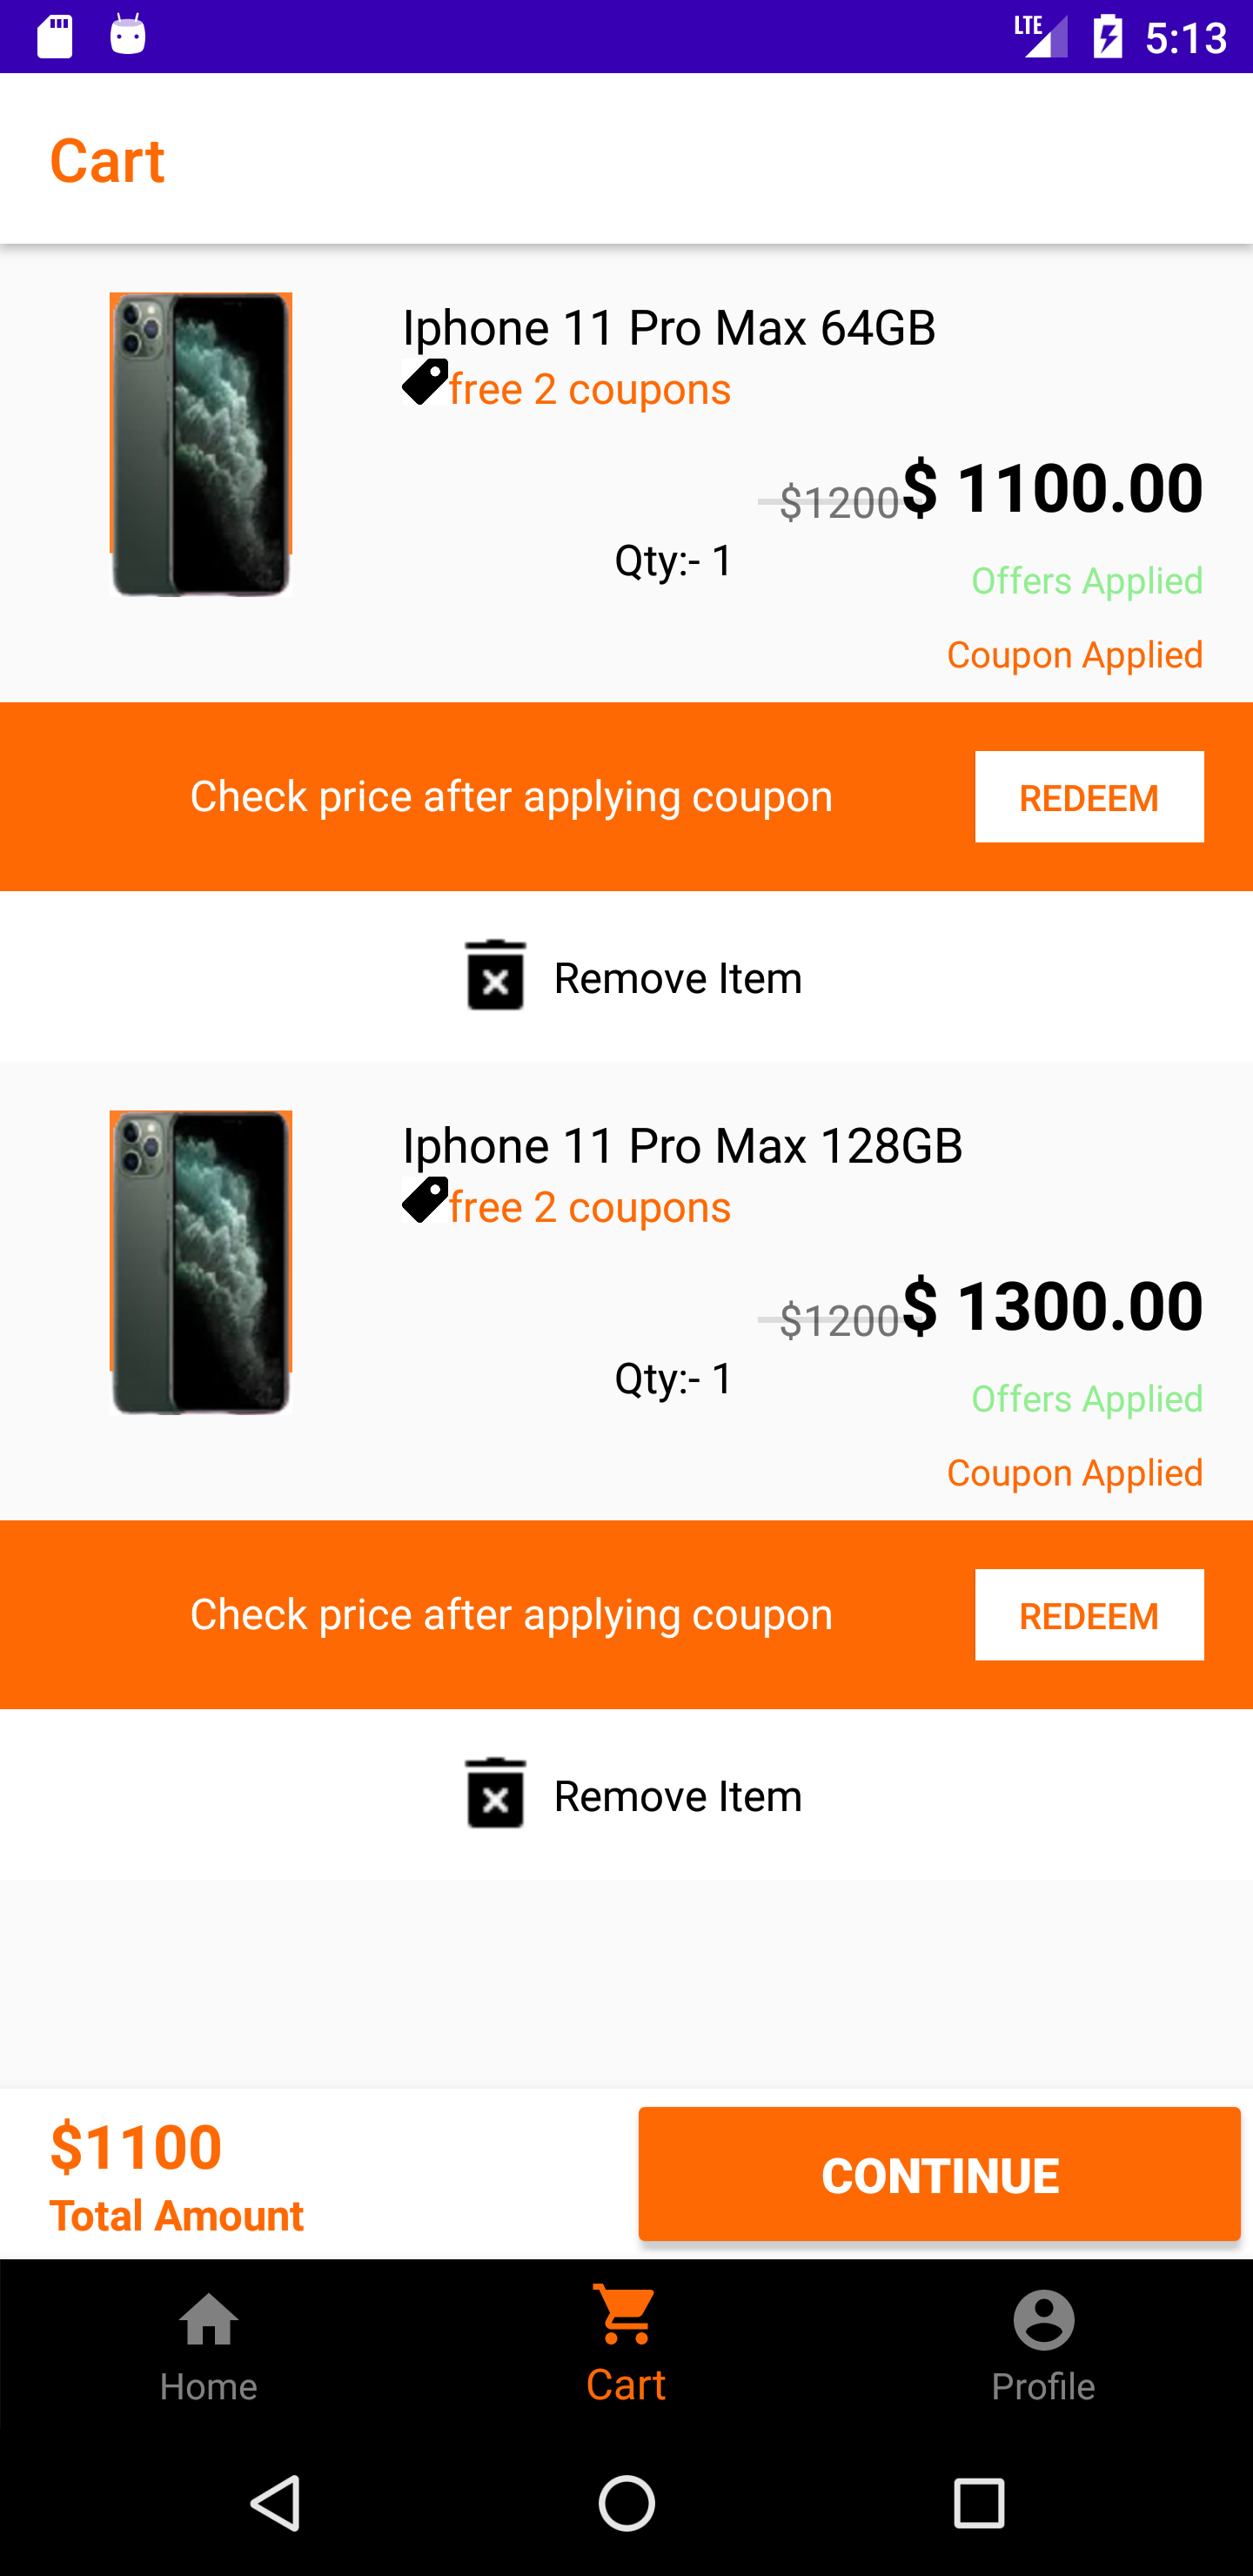 LTE 5:13
Cart
Iphone 11 Pro Max 64GB
free 2 coupons
$1200 $ 1100.00
Qty:- 1
Offers Applied
Coupon Applied
Check price after applying coupon REDEEM
Remove Item
Iphone 11 Pro Max 128GB
free 2 coupons
$1200 $ 1300.00
Qty:- 1
Offers Applied
Coupon Applied
Check price after applying coupon REDEEM
Remove Item
$1100
Total Amount
CONTINUE
Home Cart Profile